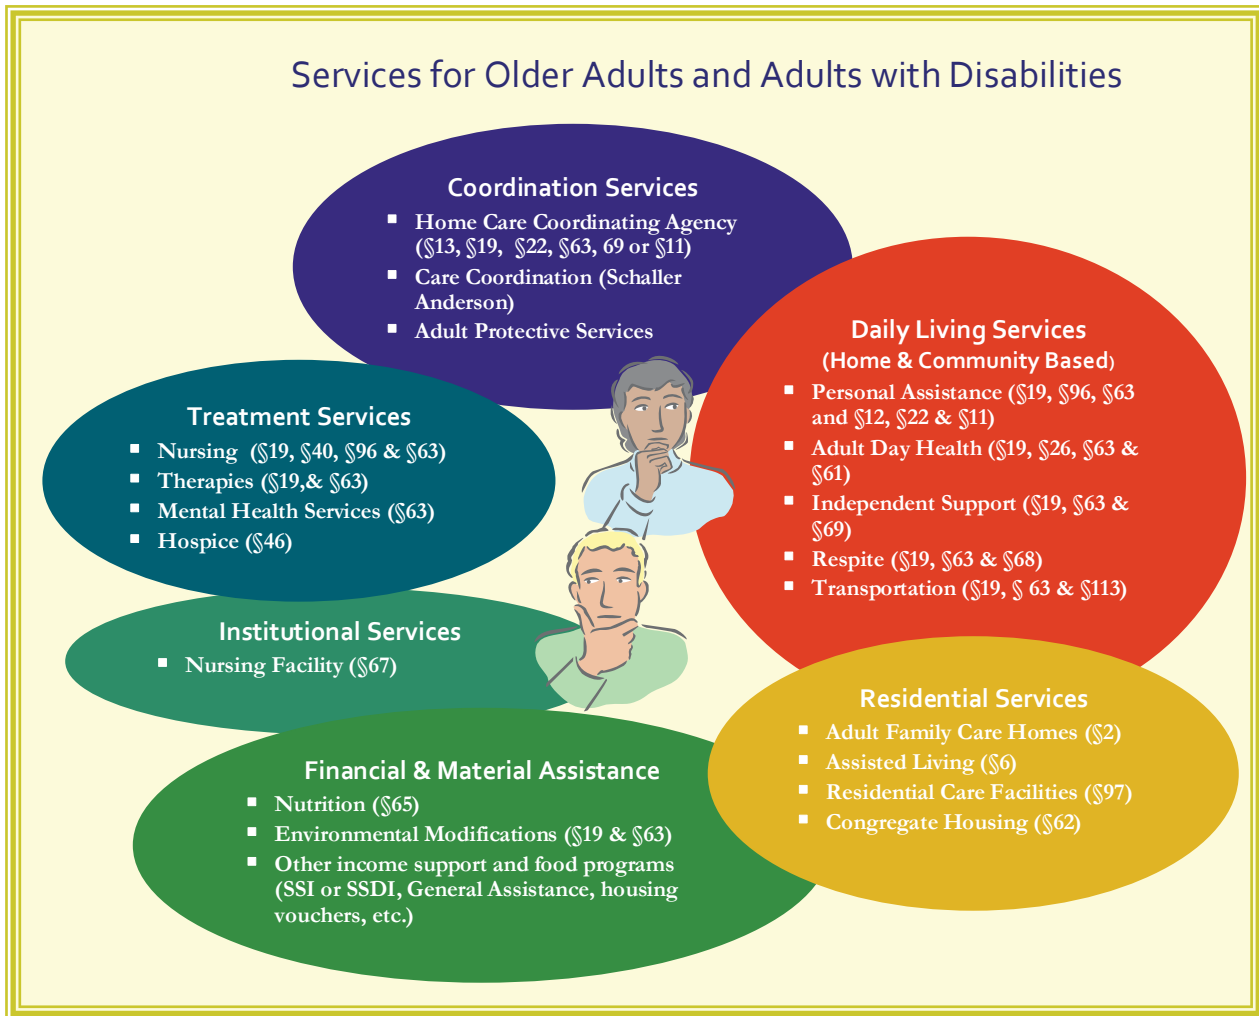 Services for Older Adults and Adults with Disabilities
Coordination Services
▪ Home Care Coordinating Agency
(§13, §19, §22, §63, 69 or §11)
▪ Care Coordination (Schaller
Anderson)
▪ Adult Protective Services
Daily Living Services
(Home & Community Based)
▪ Personal Assistance (§19, §96, §63
and §12, §22 & §11)
▪ Adult Day Health (§19, §26, §63 &
§61)
▪ Independent Support (§19, §63 &
§69)
▪ Respite (§19, §63 & §68)
▪ Transportation (§19, § 63 & §113)
Treatment Services
▪ Nursing (§19, §40, §96 & §63)
▪ Therapies (§19,& §63)
▪ Mental Health Services (§63)
▪ Hospice (§46)
Institutional Services
▪ Nursing Facility (§67)
Residential Services
▪ Adult Family Care Homes (§2)
▪ Assisted Living (§6)
▪ Residential Care Facilities (§97)
▪ Congregate Housing (§62)
Financial & Material Assistance
▪ Nutrition (§65)
▪ Environmental Modifications (§19 & §63)
▪ Other income support and food programs
(SSI or SSDI, General Assistance, housing
vouchers, etc.)